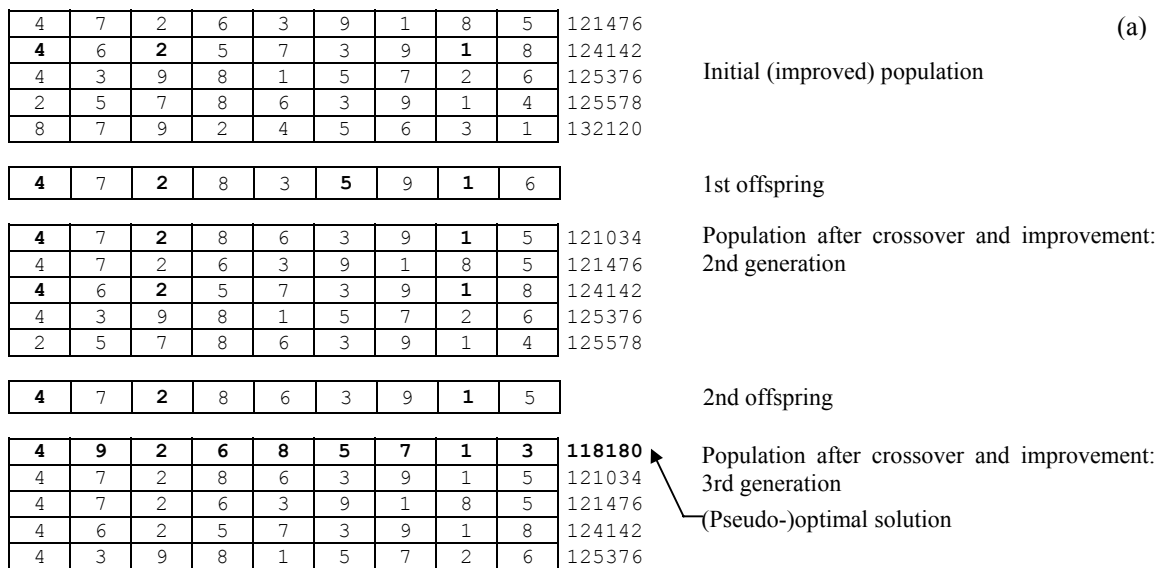 (a)
4 7 2 6 3 9 1 8 5 121476
4 6 2 5 7 3 9 1 8 124142
4 3 9 8 1 5 7 2 6 125376
2 5 7 8 6 3 9 1 4 125578
8 7 9 2 4 5 6 3 1 132120
Initial (improved) population
4 7 2 8 3 5 9 1 6
1st offspring
4 7 2 8 6 3 9 1 5 121034
4 7 2 6 3 9 1 8 5 121476
4 6 2 5 7 3 9 1 8 124142
4 3 9 8 1 5 7 2 6 125376
2 5 7 8 6 3 9 1 4 125578
Population after crossover and improvement:
2nd generation
4 7 2 8 6 3 9 1 5
2nd offspring
4 9 2 6 8 5 7 1 3 118180
4 7 2 8 6 3 9 1 5 121034
4 7 2 6 3 9 1 8 5 121476
4 6 2 5 7 3 9 1 8 124142
4 3 9 8 1 5 7 2 6 125376
Population after crossover and improvement:
3rd generation
(Pseudo-)optimal solution